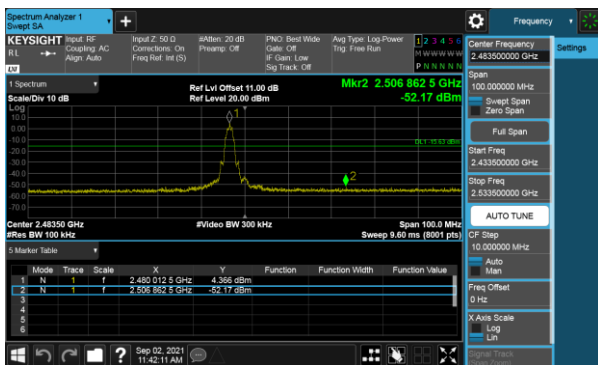 Spectrum Analyzer 1
Swept SA
+
Frequency
KEYSIGHT
RL
LXI
Input: RF
Coupling: AC
Align: Auto
Input Z: 50 Ω
Corrections: On
Freq Ref: Int (S)
#Atten: 20 dB
Preamp: Off
PNO: Best Wide
Gate: Off
IF Gain: Low
Sig Track: Off
Avg Type: Log-Power
Trig: Free Run
1 2 3 4 5 6
M W W W W W
P N N N N N
1 Spectrum
Scale/Div 10 dB
Ref Lvl Offset 11.00 dB
Ref Level 20.00 dBm
Mkr2 2.506 862 5 GHz
-52.17 dBm
Log
10.0
0.00
-10.0
-20.0
-30.0
-40.0
-50.0
-60.0
-70.0
1
2
DL1 -15.63 dBm
Center 2.48350 GHz
#Res BW 100 kHz
#Video BW 300 kHz
Span 100.0 MHz
Sweep 9.60 ms (8001 pts)
5 Marker Table
Mode Trace Scale X Y Function Function Width Function Value
1 N 1 f 2.480 012 5 GHz 4.366 dBm
2 N 1 f 2.506 862 5 GHz -52.17 dBm
3
4
5
6
Center Frequency
2.483500000 GHz
Settings
Span
100.000000 MHz
Swept Span
Zero Span
Full Span
Start Freq
2.433500000 GHz
Stop Freq
2.533500000 GHz
AUTO TUNE
CF Step
10.000000 MHz
Auto
Man
Freq Offset
0 Hz
X Axis Scale
Log
Lin
Signal Track
?
Sep 02, 2021
11:42:11 AM